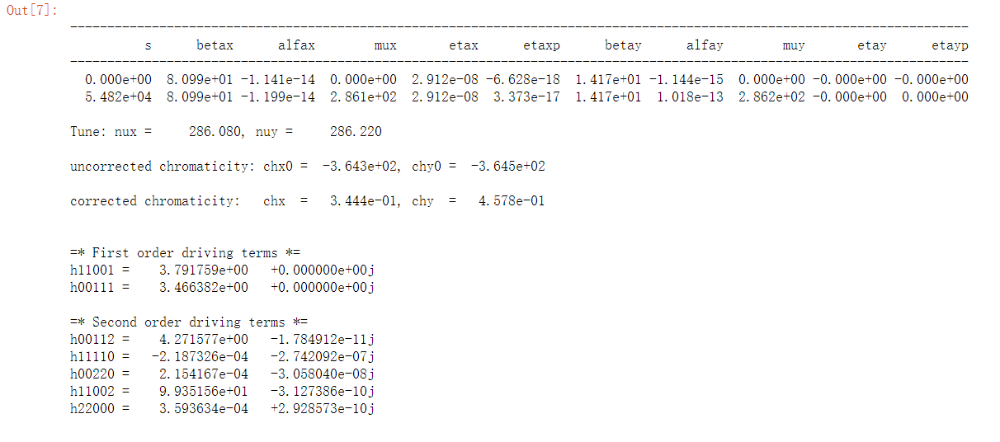 Out[7]:
---------------------------------------------------------------------------------------------------------------------
s betax alfax mux etax etaxp betay alfay muy etay etayp
---------------------------------------------------------------------------------------------------------------------
0.000e+00 8.099e+01 -1.141e-14 0.000e+00 2.912e-08 -6.628e-18 1.417e+01 -1.144e-15 0.000e+00 -0.000e+00 -0.000e+00
5.482e+04 8.099e+01 -1.199e-14 2.861e+02 2.912e-08 3.373e-17 1.417e+01 1.018e-13 2.862e+02 -0.000e+00 0.000e+00
Tune: nux = 286.080, nuy = 286.220
uncorrected chromaticity: chx0 = -3.643e+02, chy0 = -3.645e+02
corrected chromaticity: chx = 3.444e-01, chy = 4.578e-01
=* First order driving terms *=
h11001 = 3.791759e+00 +0.000000e+00j
h00111 = 3.466382e+00 +0.000000e+00j
=* Second order driving terms *=
h00112 = 4.271577e+00 -1.784912e-11j
h11110 = -2.187326e-04 -2.742092e-07j
h00220 = 2.154167e-04 -3.058040e-08j
h11002 = 9.935156e+01 -3.127386e-10j
h22000 = 3.593634e-04 +2.928573e-10j